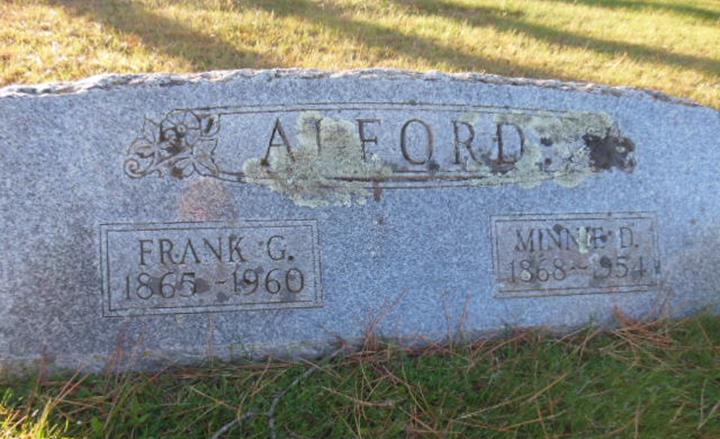 ALFORD
FRANK G.
1865 - 1960
MINNIE D.
1868 - 1954